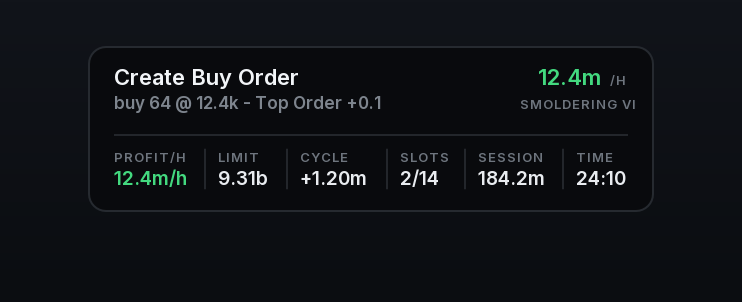 Create Buy Order
12.4m /H
buy 64 @ 12.4k - Top Order +0.1
SMOLDERING VI
PROFIT/H LIMIT CYCLE SLOTS SESSION TIME
12.4m/h 9.31b +1.20m 2/14 184.2m 24:10